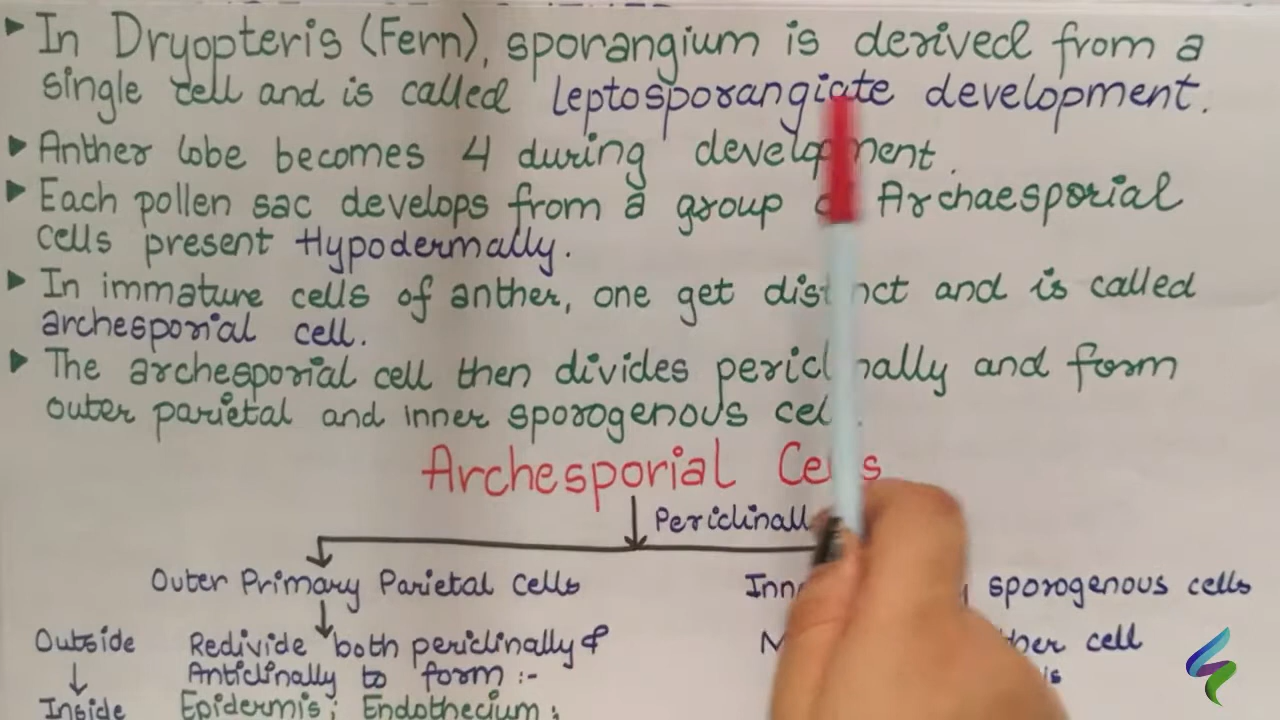 In Dryopteris (Fern), sporangium is derived from a
single cell and is called Leptosporangiate development.
Anther lobe becomes 4 during development.
Each pollen sac develops from a group Archaesporial
cells present Hypodermally.
In immature cells of anther, one get distinct and is called
archesporial cell.
The archesporial cell then divides periclinally and form
outer parietal and inner sporogenous cell.
Archesporial Cells
Periclinall
Outer Primary Parietal Cells
sporogenous cells
Outside
Redivide both periclinally &
cell
Anticlinally to form :-
Inside
Epidermis; Endothecium;